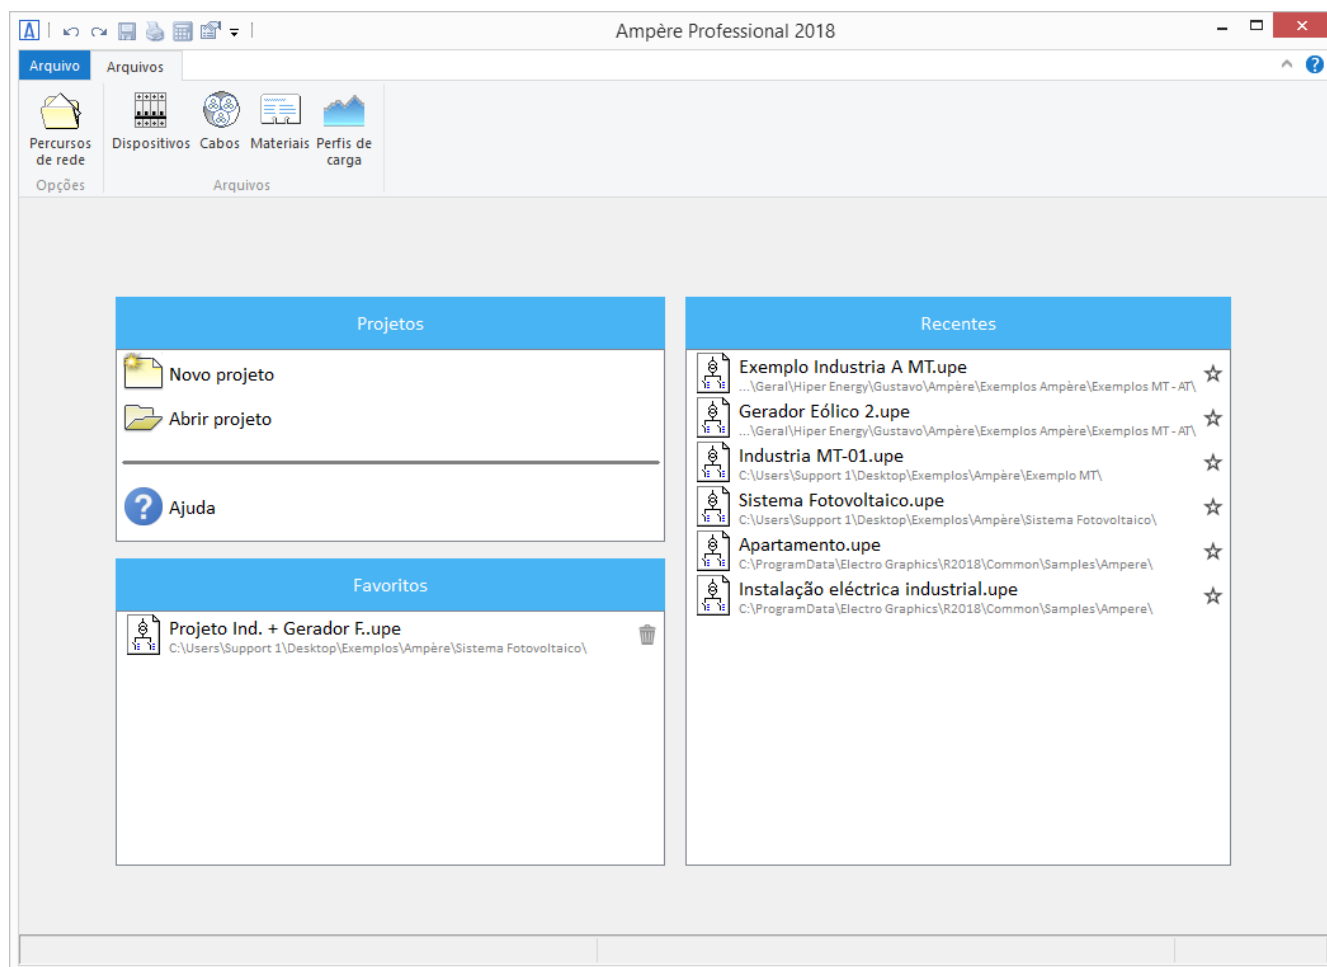 A
Ampère Professional 2018
Arquivo Arquivos
?
Percursos de rede
Dispositivos Cabos Materiais Perfis de carga
Opções Arquivos
Projetos
Novo projeto
Abrir projeto
? Ajuda
Favoritos
Projeto Ind. + Gerador F..upe
C:\Users\Support 1\Desktop\Exemplos\Ampère\Sistema Fotovoltaico\
Recentes
Exemplo Industria A MT.upe
...\Geral\Hiper Energy\Gustavo\Ampère\Exemplos Ampère\Exemplos MT - AT\
Gerador Eólico 2.upe
...\Geral\Hiper Energy\Gustavo\Ampère\Exemplos Ampère\Exemplos MT - AT\
Industria MT-01.upe
C:\Users\Support 1\Desktop\Exemplos\Ampère\Exemplo MT\
Sistema Fotovoltaico.upe
C:\Users\Support 1\Desktop\Exemplos\Ampère\Sistema Fotovoltaico\
Apartamento.upe
C:\ProgramData\Electro Graphics\R2018\Common\Samples\Ampere\
Instalação eléctrica industrial.upe
C:\ProgramData\Electro Graphics\R2018\Common\Samples\Ampere\